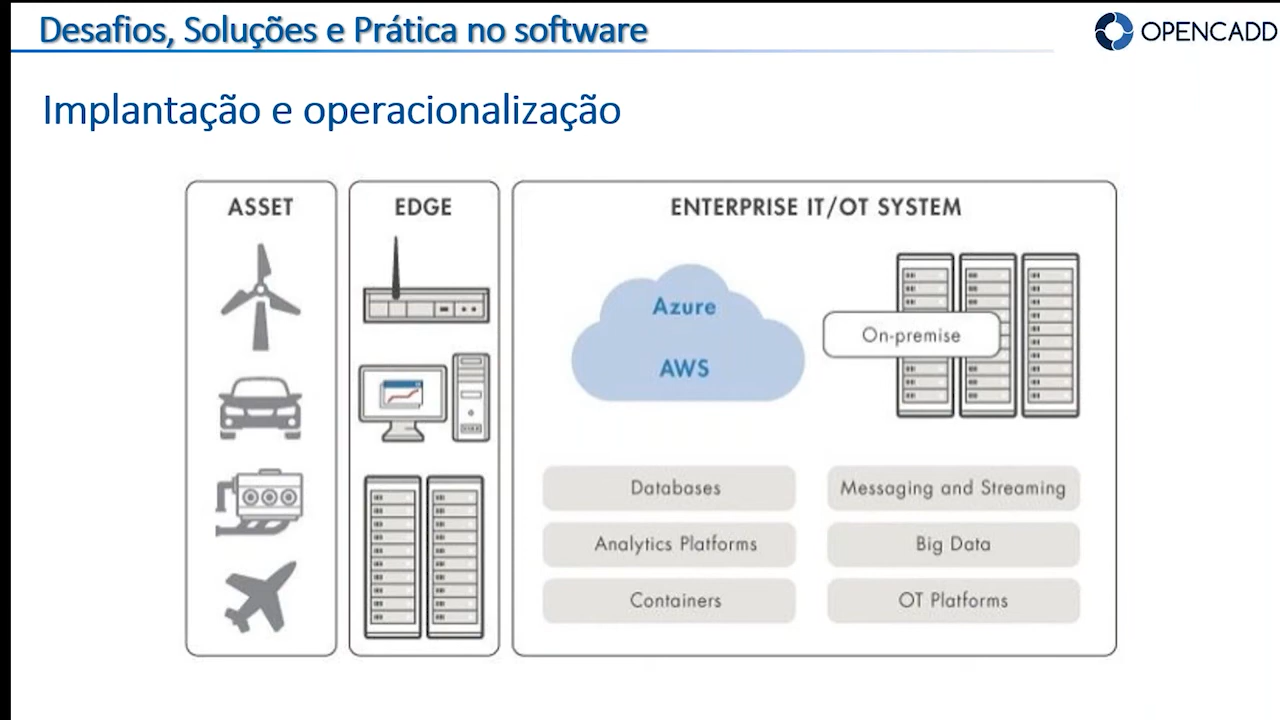 Desafios, Soluções e Prática no software
OPENCADD
Implantação e operacionalização
ASSET
EDGE
ENTERPRISE IT/OT SYSTEM
Azure
AWS
On-premise
Databases
Messaging and Streaming
Analytics Platforms
Big Data
Containers
OT Platforms